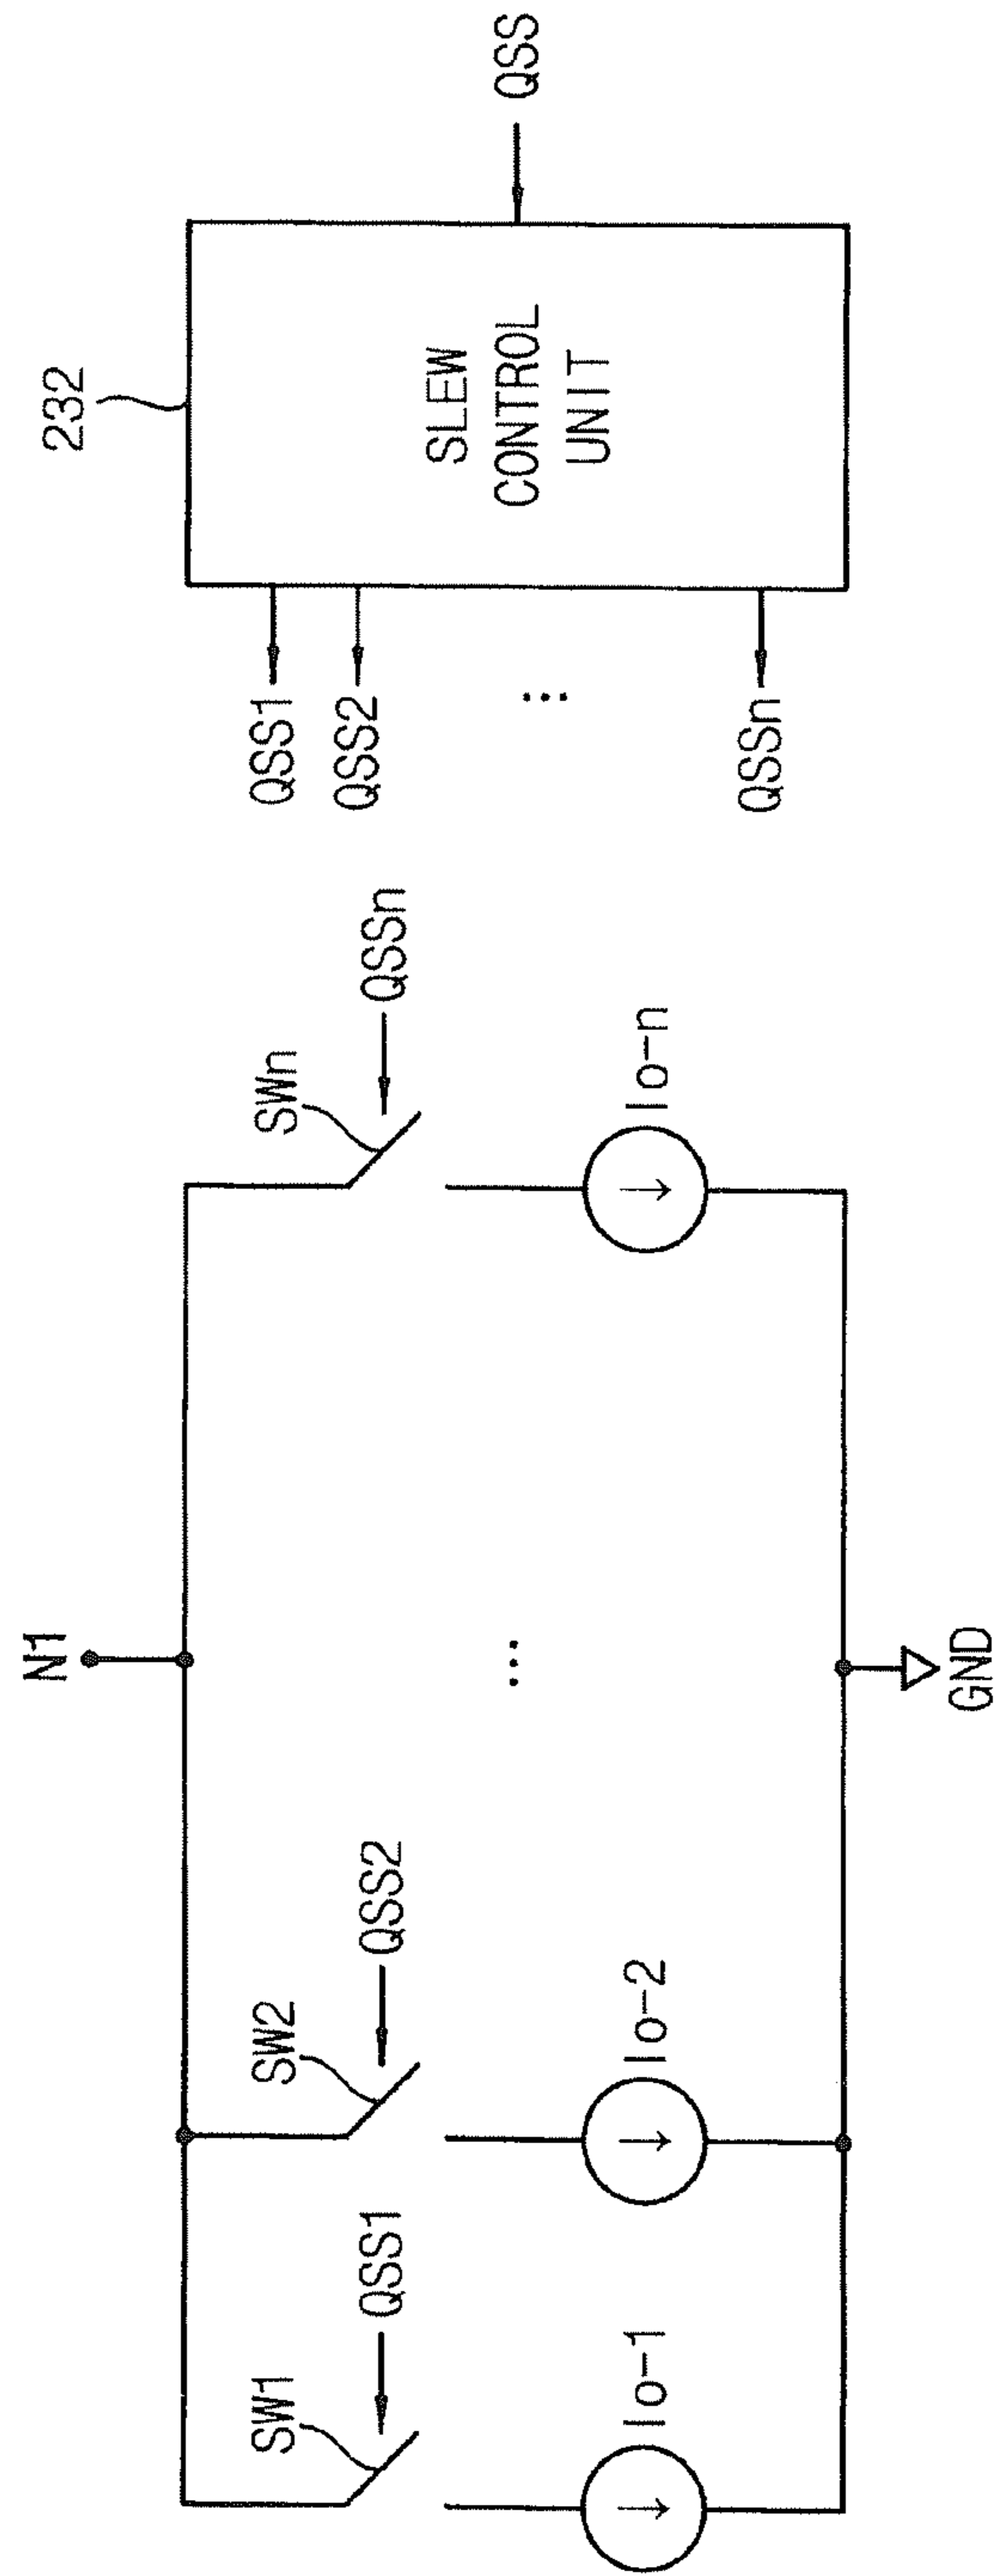 N1
SW1
QSS1
SW2
QSS2
...
SWn
QSSn
Io-1
Io-2
Io-n
GND
232
SLEW
CONTROL
UNIT
QSS1
QSS2
...
QSSn
QSS